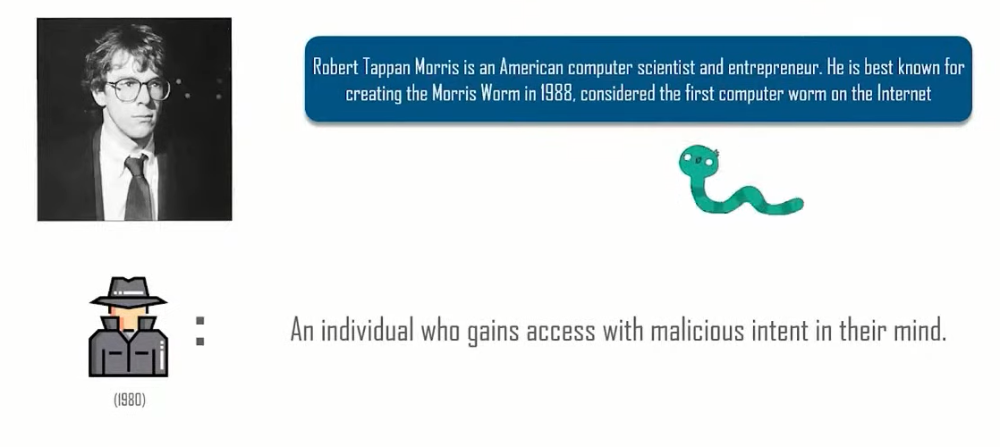 Robert Tappan Morris is an American computer scientist and entrepreneur. He is best known for
creating the Morris Worm in 1988, considered the first computer worm on the Internet
:
An individual who gains access with malicious intent in their mind.
(1980)